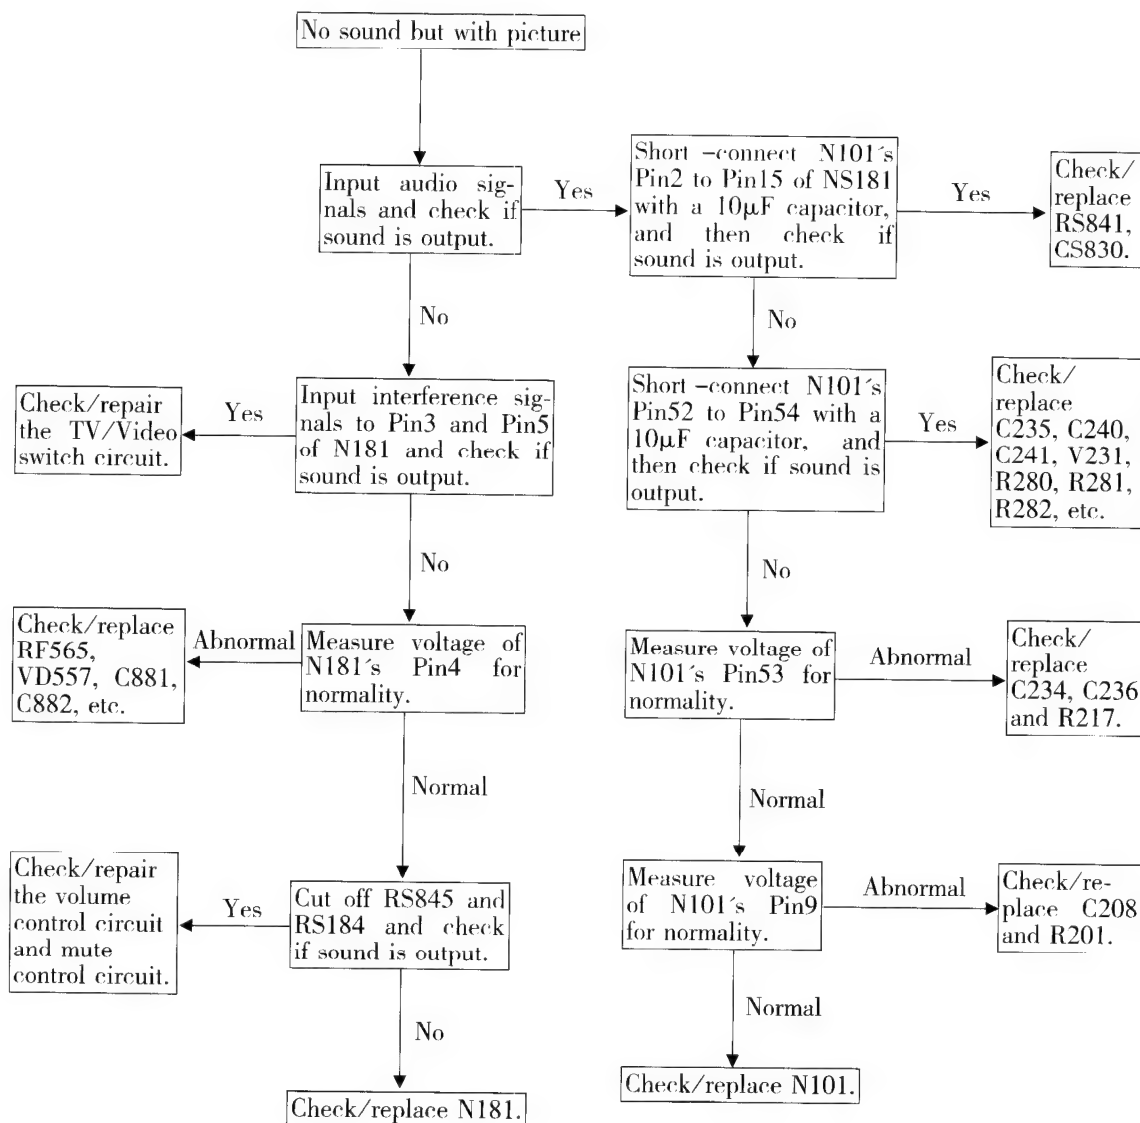 No sound but with picture
Input audio sig-
nals and check if
sound is output.
Yes
Short -connect N101's
Pin2 to Pin15 of NS181
with a 10μF capacitor,
and then check if
sound is output.
Yes
Check/
replace
RS841,
CS830.
No
No
Check/repair
the TV/Video
switch circuit.
Yes
Input interference sig-
nals to Pin3 and Pin5
of N181 and check if
sound is output.
Short -connect N101's
Pin52 to Pin54 with a
10μF capacitor, and
then check if sound is
output.
Yes
Check/
replace
C235, C240,
C241, V231,
R280, R281,
R282, etc.
No
No
Check/replace
RF565,
VD557, C881,
C882, etc.
Abnormal
Measure voltage of
N181's Pin4 for
normality.
Measure voltage of
N101's Pin53 for
normality.
Abnormal
Check/
replace
C234, C236
and R217.
Normal
Normal
Check/repair
the volume
control circuit
and mute
control circuit.
Yes
Cut off RS845 and
RS184 and check
if sound is output.
Measure voltage
of N101's Pin9
for normality.
Abnormal
Check/re-
place C208
and R201.
No
Normal
Check/replace N181.
Check/replace N101.